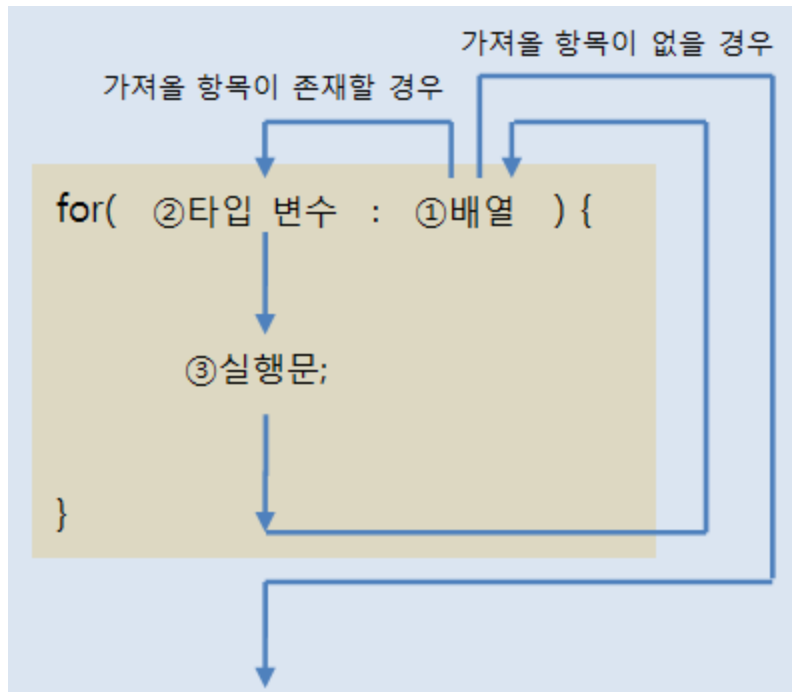 가져올 항목이 없을 경우
가져올 항목이 존재할 경우
for( ②타입 변수 : ①배열 ) {
③실행문;
}